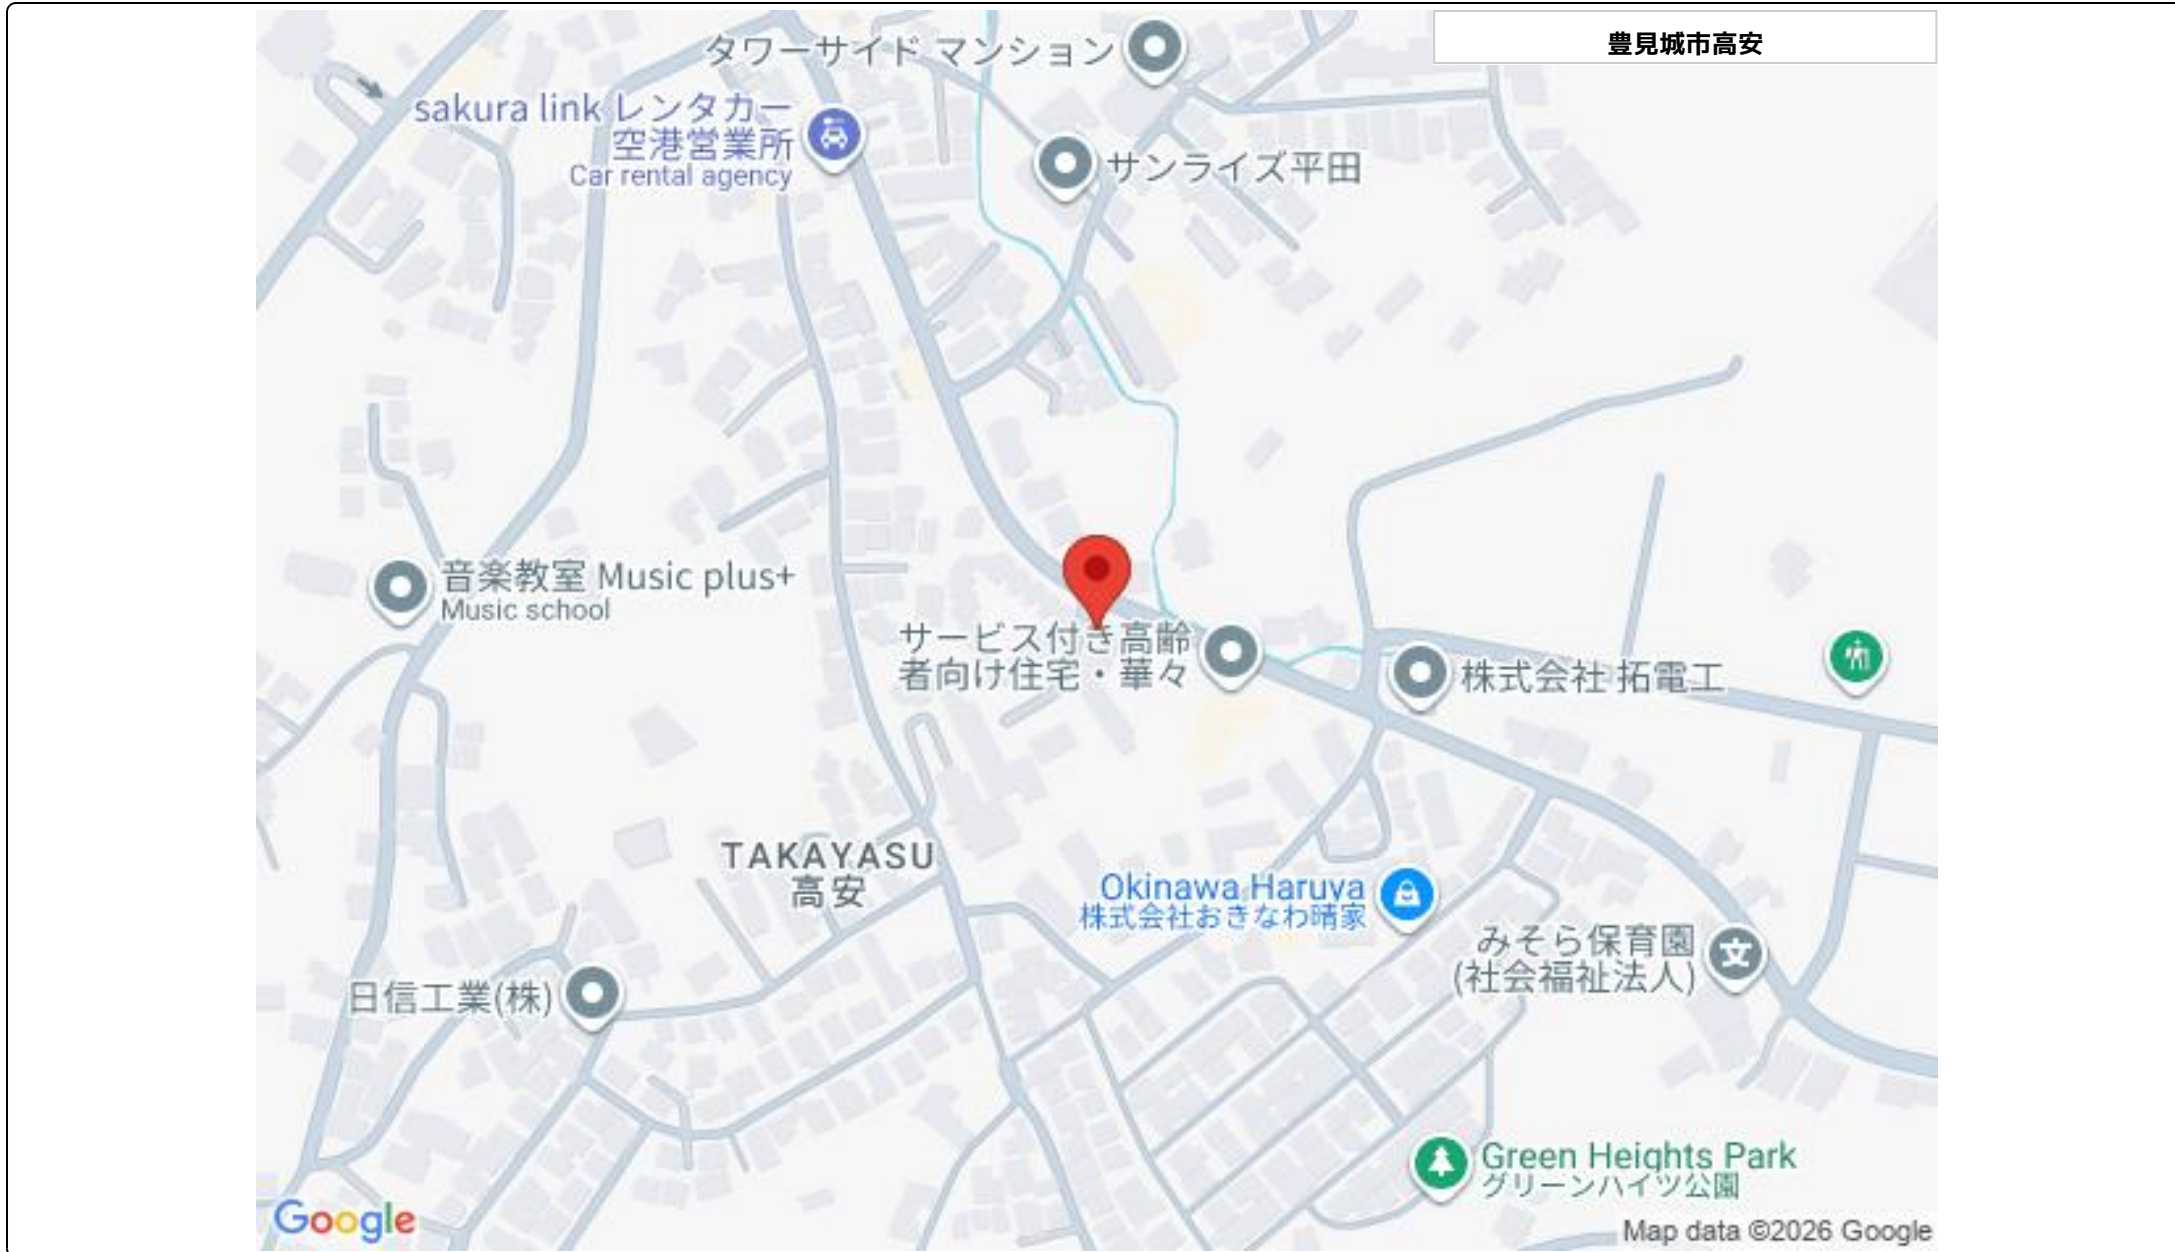 豊見城市高安
タワーサイド マンション
sakura link レンタカー
空港営業所
Car rental agency
サンライズ平田
音楽教室 Music plus+
Music school
サービス付き高齢
者向け住宅・華々
株式会社 拓電工
TAKAYASU
高安
Okinawa Haruya
株式会社おきなわ晴家
みそら保育園
(社会福祉法人)
日信工業(株)
Green Heights Park
グリーンハイツ公園
Google
Map data ©2026 Google